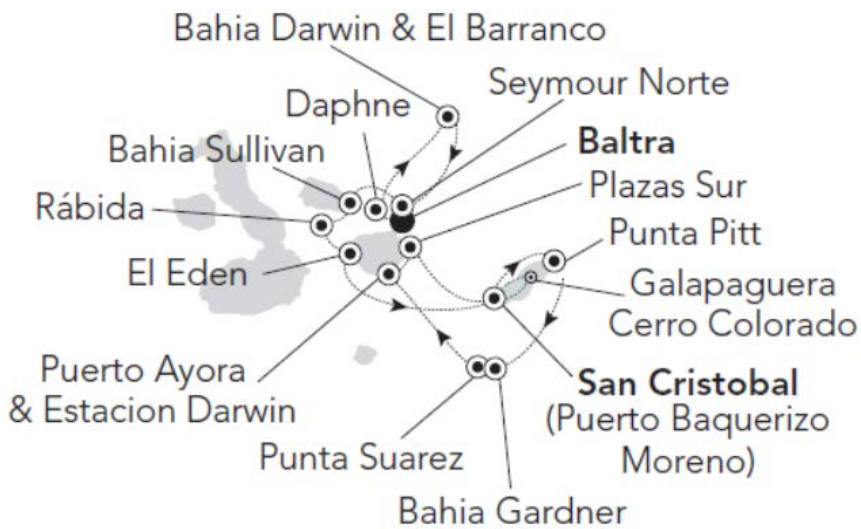 Bahia Darwin & El Barranco
Seymour Norte
Daphne
Baltra
Bahia Sullivan
Plazas Sur
Rábida
Punta Pitt
El Eden
Galapaguera
Cerro Colorado
Puerto Ayora
& Estacion Darwin
San Cristobal
(Puerto Baquerizo
Moreno)
Punta Suarez
Bahia Gardner